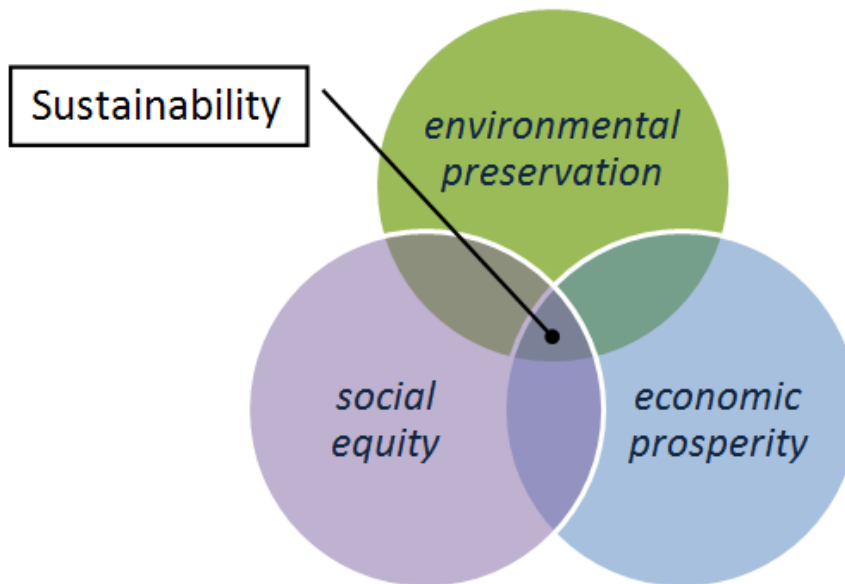 Sustainability
environmental
preservation
social
equity
economic
prosperity